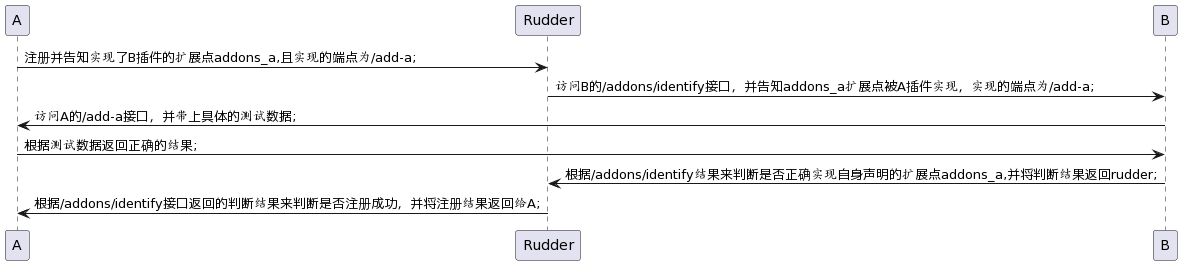 A Rudder B
注册并告知实现了B插件的扩展点addons_a,且实现的端点为/add-a;
访问B的/addons/identify接口，并告知addons_a扩展点被A插件实现，实现的端点为/add-a;
访问A的/add-a接口，并带上具体的测试数据;
根据测试数据返回正确的结果;
根据/addons/identify结果来判断是否正确实现自身声明的扩展点addons_a,并将判断结果返回rudder;
根据/addons/identify接口返回的判断结果来判断是否注册成功，并将注册结果返回给A;
A Rudder B